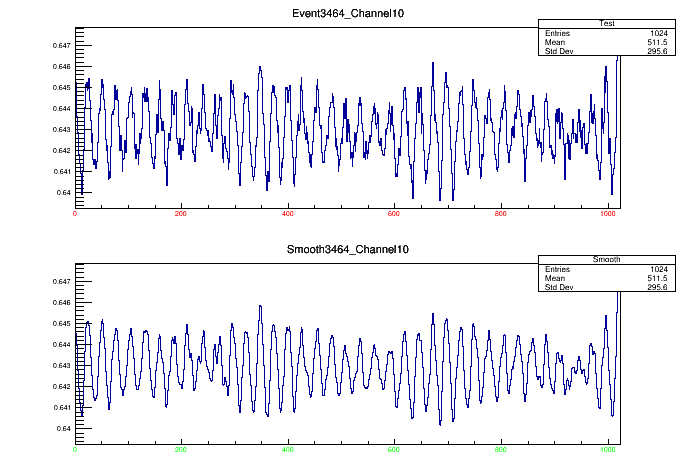 Event3464_Channel10
Test
Entries 1024
Mean 511.5
Std Dev 295.6
0.647
0.646
0.645
0.644
0.643
0.642
0.641
0.64
0 200 400 600 800 1000
Smooth3464_Channel10
Smooth
Entries 1024
Mean 511.5
Std Dev 295.6
0.647
0.646
0.645
0.644
0.643
0.642
0.641
0.64
0 200 400 600 800 1000